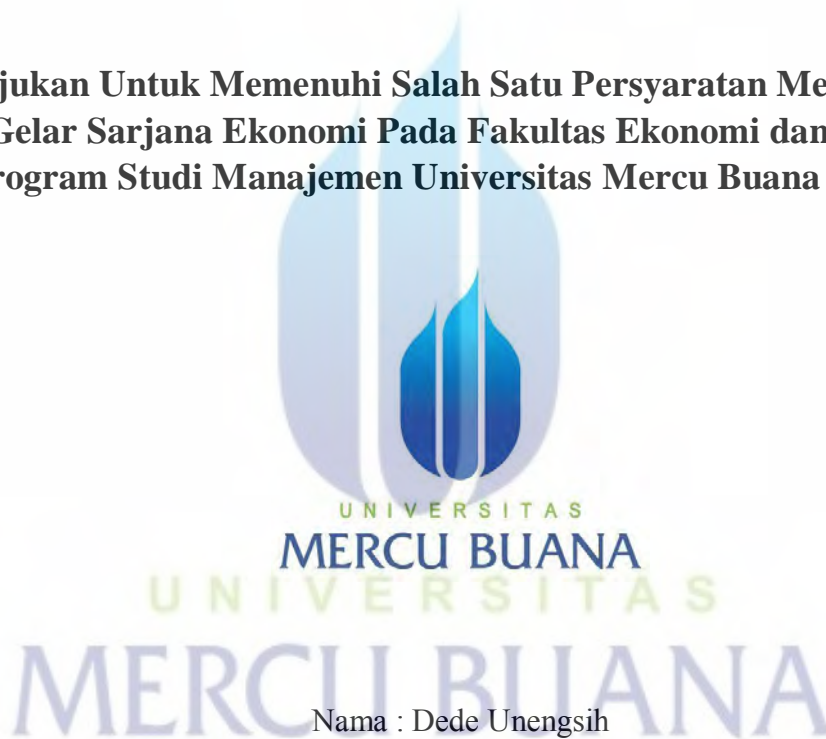 jukan Untuk Memenuhi Salah Satu Persyaratan Me
Gelar Sarjana Ekonomi Pada Fakultas Ekonomi dan
rogram Studi Manajemen Universitas Mercu Buana
UNIVERSITAS
MERCU BUANA
UNIVERSITAS
MERCU BUANA
Nama : Dede Unengsih